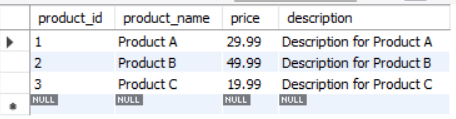 product_id product_name price description
1 Product A 29.99 Description for Product A
2 Product B 49.99 Description for Product B
3 Product C 19.99 Description for Product C
NULL NULL NULL NULL